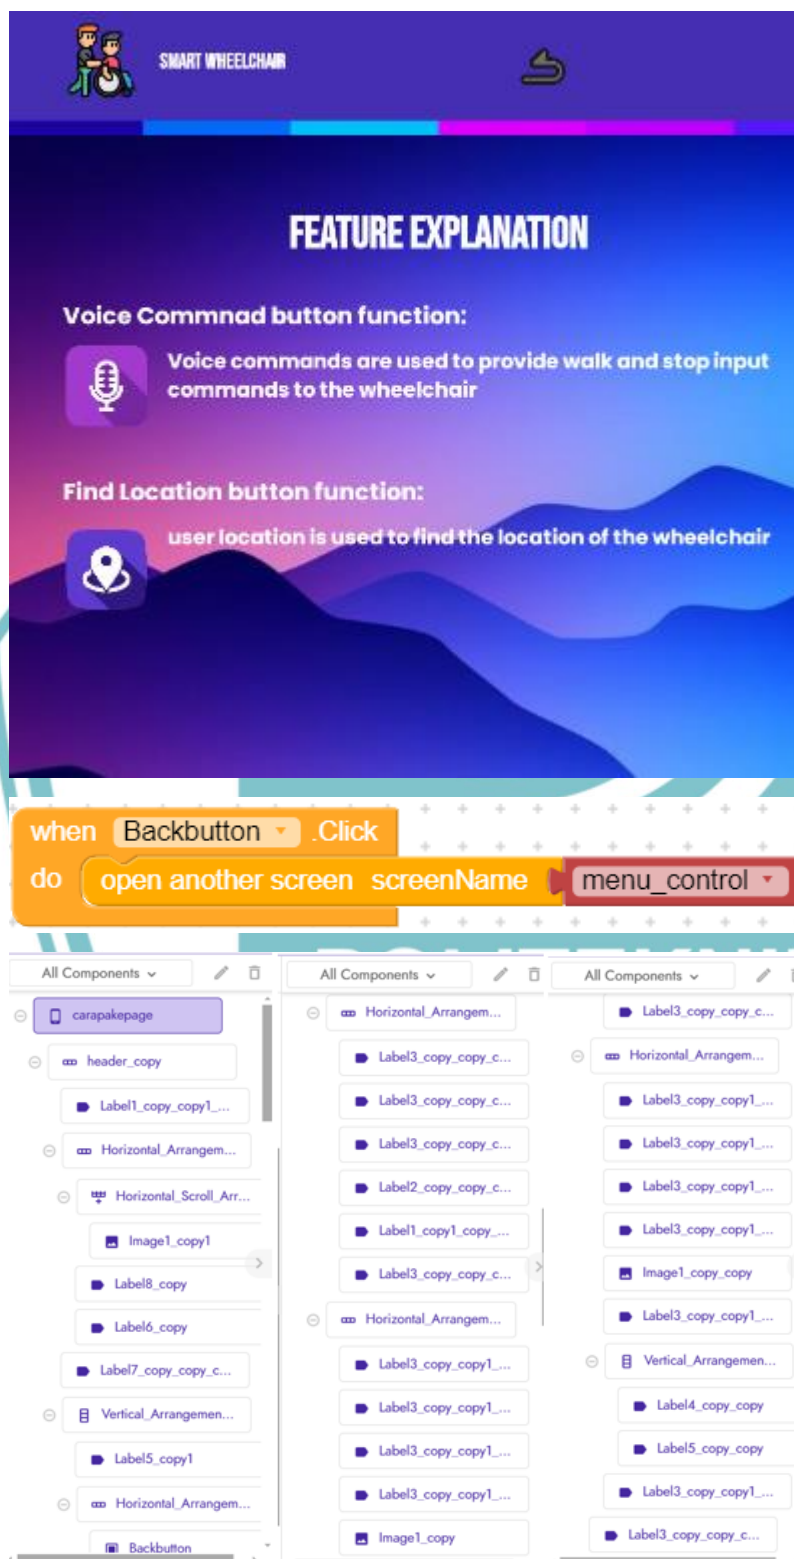 SMART WHEELCHAIR
FEATURE EXPLANATION
Voice Commnad button function:
Voice commands are used to provide walk and stop input
commands to the wheelchair
Find Location button function:
user location is used to find the location of the wheelchair
when Backbutton .Click
do open another screen screenName menu_control
All Components
carapakepage
header_copy
Label1_copy_copy1_...
Horizontal_Arrangem...
Horizontal_Scroll_Arr...
Image1_copy1
Label8_copy
Label6_copy
Label7_copy_copy_c...
Vertical_Arrangemen...
Label5_copy1
Horizontal_Arrangem...
Backbutton
All Components
Horizontal_Arrangem...
Label3_copy_copy_c...
Label3_copy_copy_c...
Label3_copy_copy_c...
Label2_copy_copy_c...
Label1_copy1_copy_...
Label3_copy_copy_c...
Horizontal_Arrangem...
Label3_copy_copy1_...
Label3_copy_copy1_...
Label3_copy_copy1_...
Label3_copy_copy1_...
Image1_copy
All Components
Label3_copy_copy_c...
Horizontal_Arrangem...
Label3_copy_copy1_...
Label3_copy_copy1_...
Label3_copy_copy1_...
Label3_copy_copy1_...
Image1_copy_copy
Label3_copy_copy1_...
Vertical_Arrangemen...
Label4_copy_copy
Label5_copy_copy
Label3_copy_copy1_...
Label3_copy_copy_c...